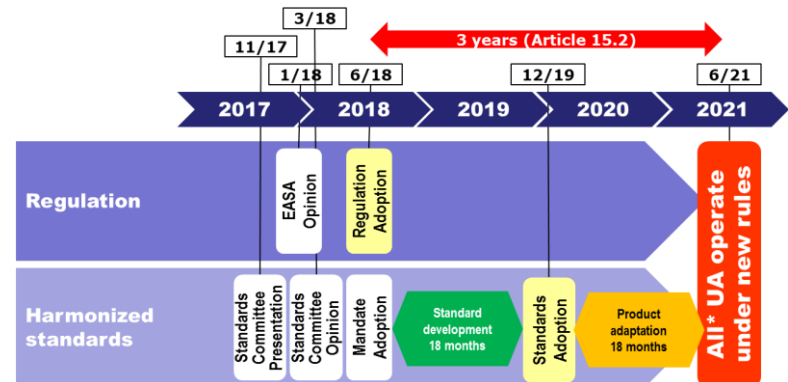 3/18
3 years (Article 15.2)
11/17
1/18
6/18
12/19
6/21
2017
2018
2019
2020
2021
Regulation
EASA
Opinion
Regulation
Adoption
All* UA operate
under new rules
Harmonized
standards
Standards
Committee
Presentation
Standards
Committee
Opinion
Mandate
Adoption
Standard
development
18 months
Standards
Adoption
Product
adaptation
18 months